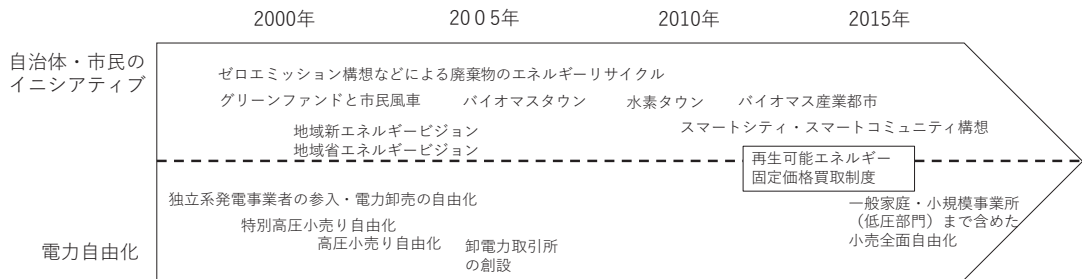 2000年
２００5年
2010年
2015年
自治体・市民の
イニシアティブ
ゼロエミッション構想などによる廃棄物のエネルギーリサイクル
グリーンファンドと市民風車
バイオマスタウン
水素タウン
バイオマス産業都市
地域新エネルギービジョン
地域省エネルギービジョン
スマートシティ・スマートコミュニティ構想
再生可能エネルギー
固定価格買取制度
独立系発電事業者の参入・電力卸売の自由化
特別高圧小売り自由化
高圧小売り自由化
卸電力取引所
の創設
一般家庭・小規模事業所
（低圧部門）まで含めた
小売全面自由化
電力自由化